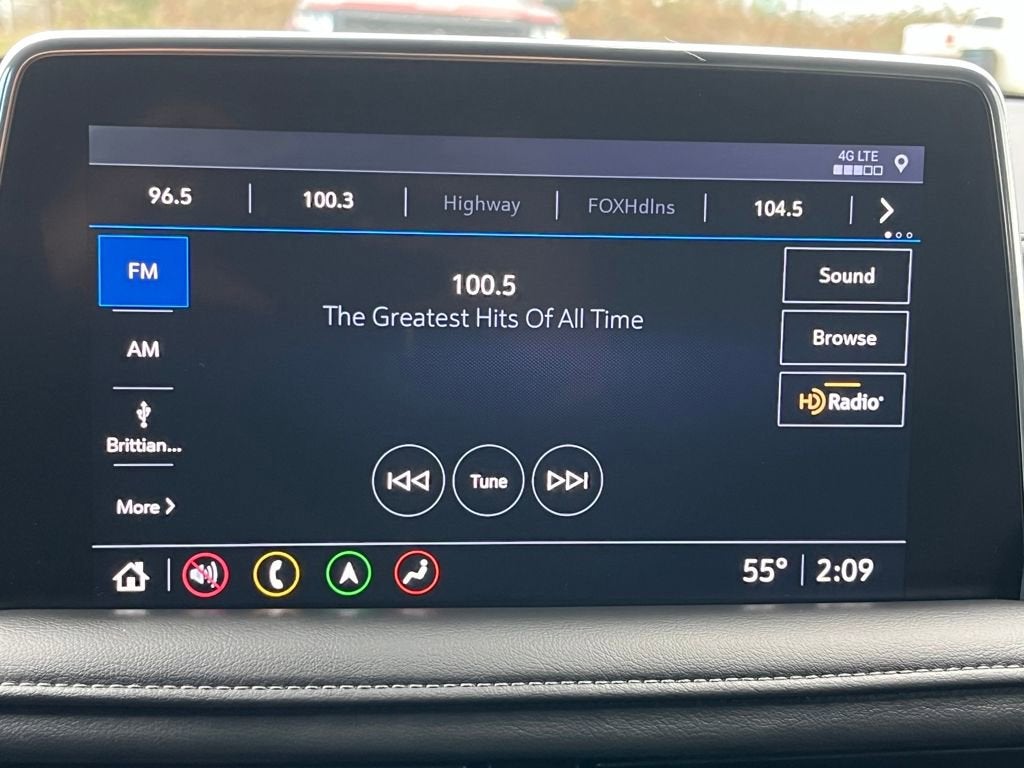 4G LTE
96.5
100.3
Highway
FOXHdlns
104.5
FM
100.5
Sound
The Greatest Hits Of All Time
AM
Browse
HD Radio
Brittian...
Tune
More
55° 2:09